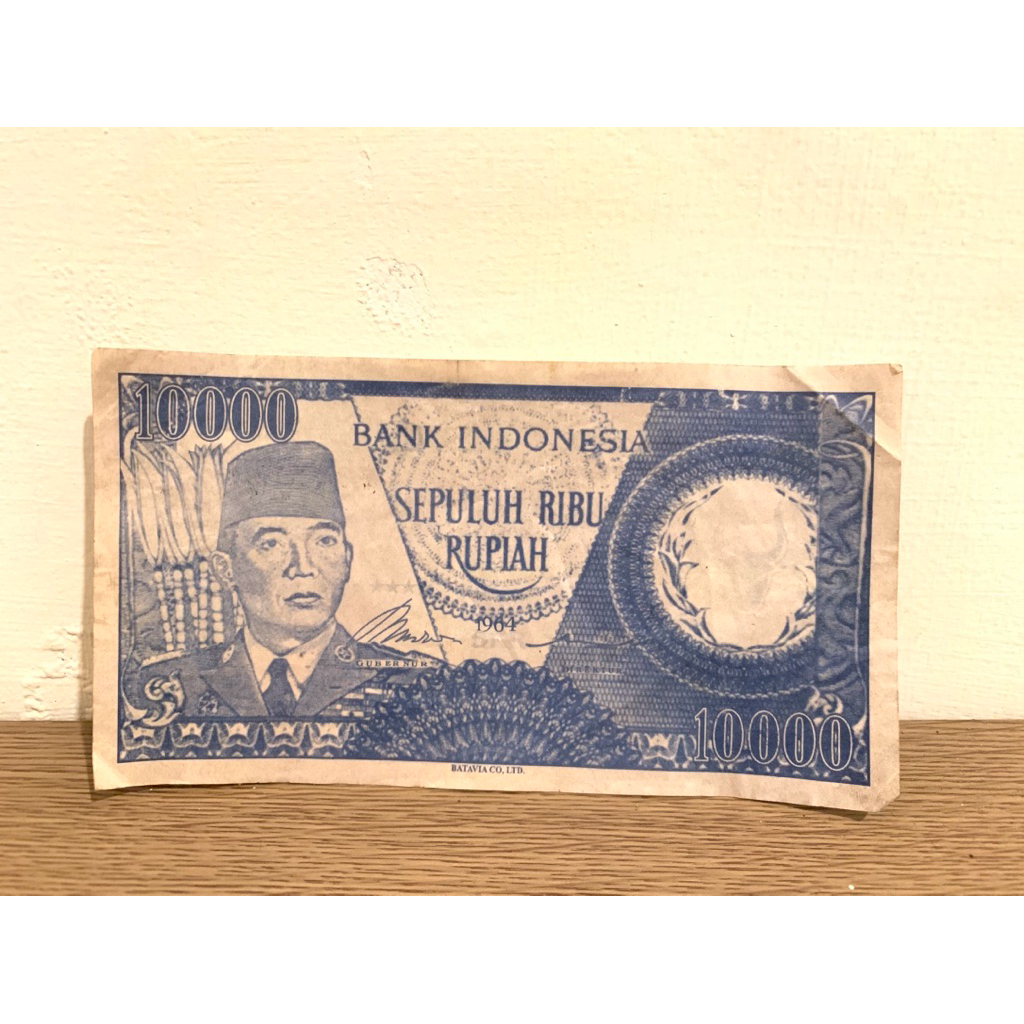 10000
BANK INDONESIA
SEPULUH RIBU
RUPIAH
1964
GUBERNUR
10000
BATAVIA CO, LTD.